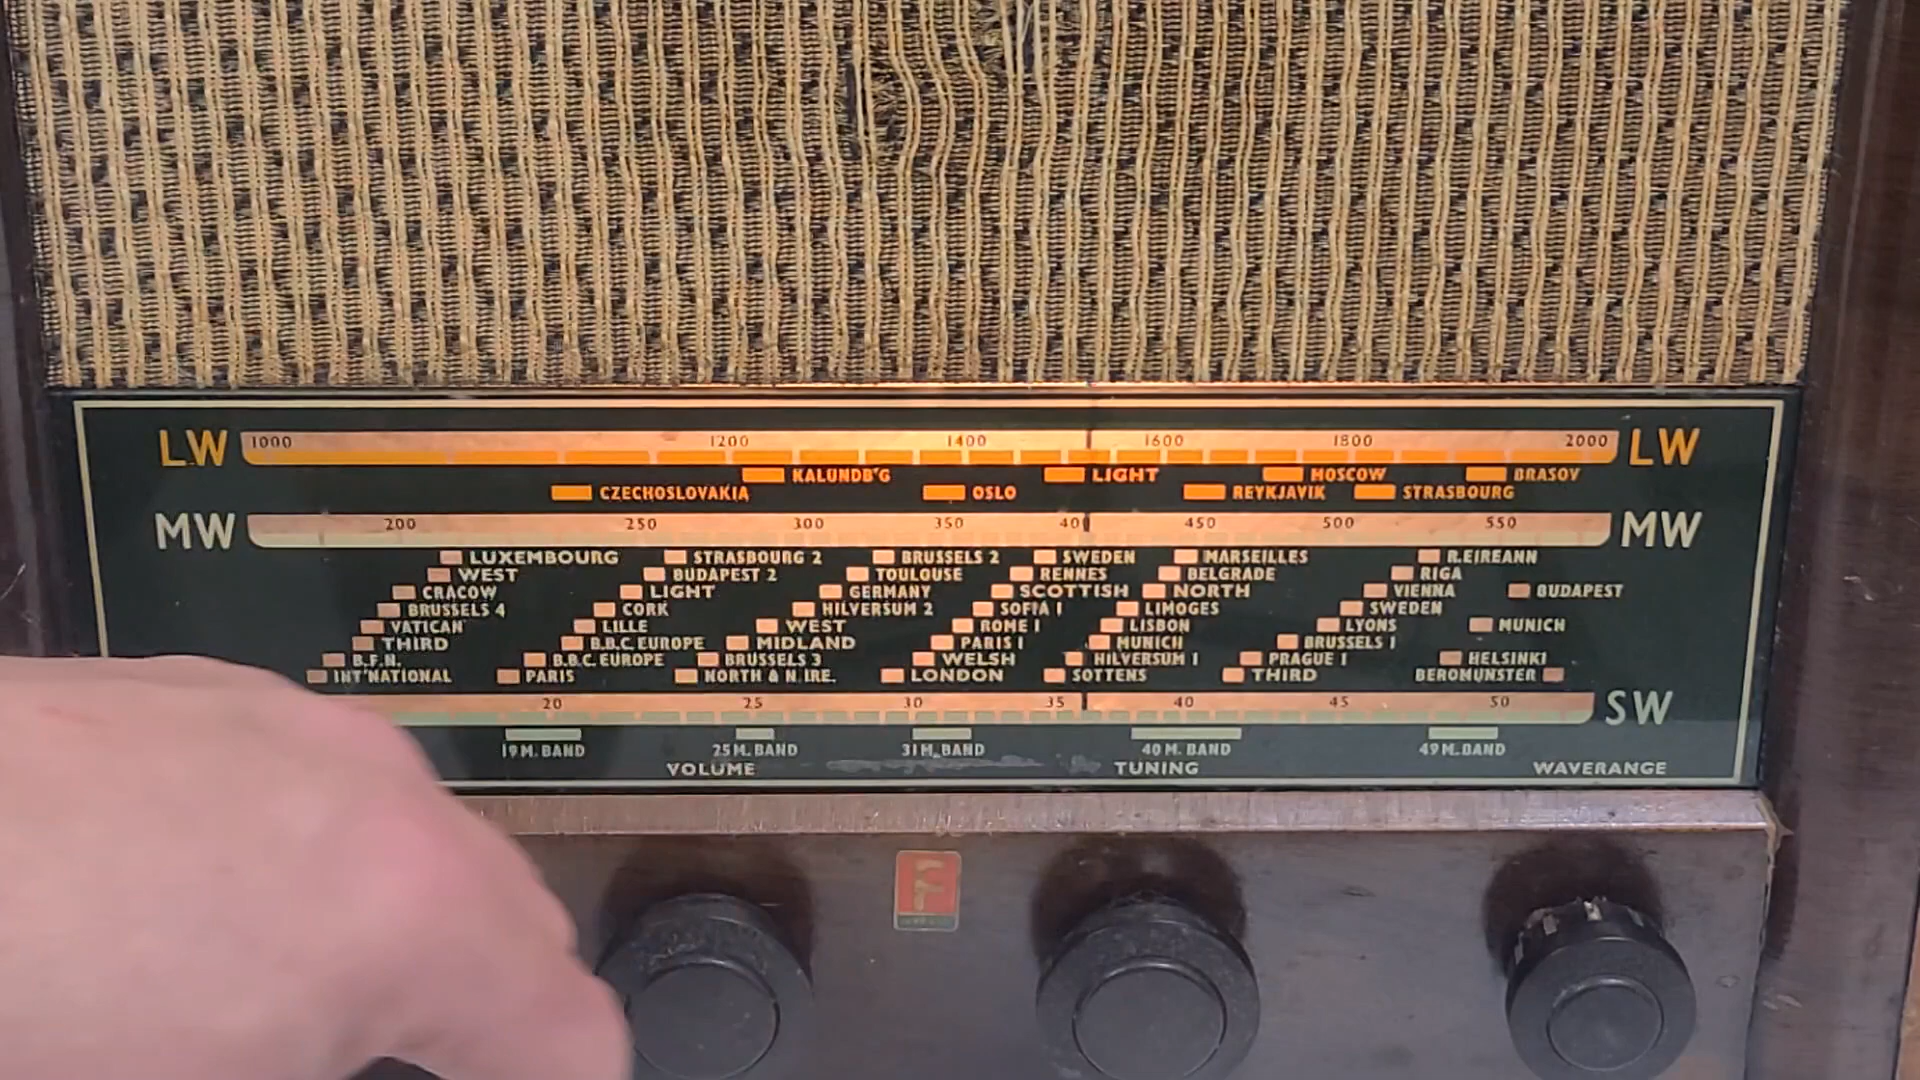 LW 1000 1200 1400 1600 1800 2000 LW
KALUNDB'G LIGHT MOSCOW BRASOV
CZECHOSLOVAKIA OSLO REYKJAVIK STRASBOURG
MW 200 250 300 350 400 450 500 550 MW
LUXEMBOURG STRASBOURG 2 BRUSSELS 2 SWEDEN MARSEILLES R.EIREANN
WEST BUDAPEST 2 TOULOUSE RENNES BELGRADE RIGA
CRACOW LIGHT GERMANY SCOTTISH NORTH VIENNA BUDAPEST
BRUSSELS 4 CORK HILVERSUM 2 SOFIA I LIMOGES SWEDEN
VATICAN LILLE WEST ROME I LISBON LYONS MUNICH
THIRD B.B.C. EUROPE MIDLAND PARIS I MUNICH BRUSSELS I
B.F.N. B.B.C. EUROPE BRUSSELS 3 WELSH HILVERSUM I PRAGUE I HELSINKI
INT'NATIONAL PARIS NORTH & N.IRE. LONDON SOTTENS THIRD BEROMUNSTER
20 25 30 35 40 45 50 SW
19 M. BAND 25 M. BAND 31 M. BAND 40 M. BAND 49 M. BAND
VOLUME TUNING WAVERANGE
F